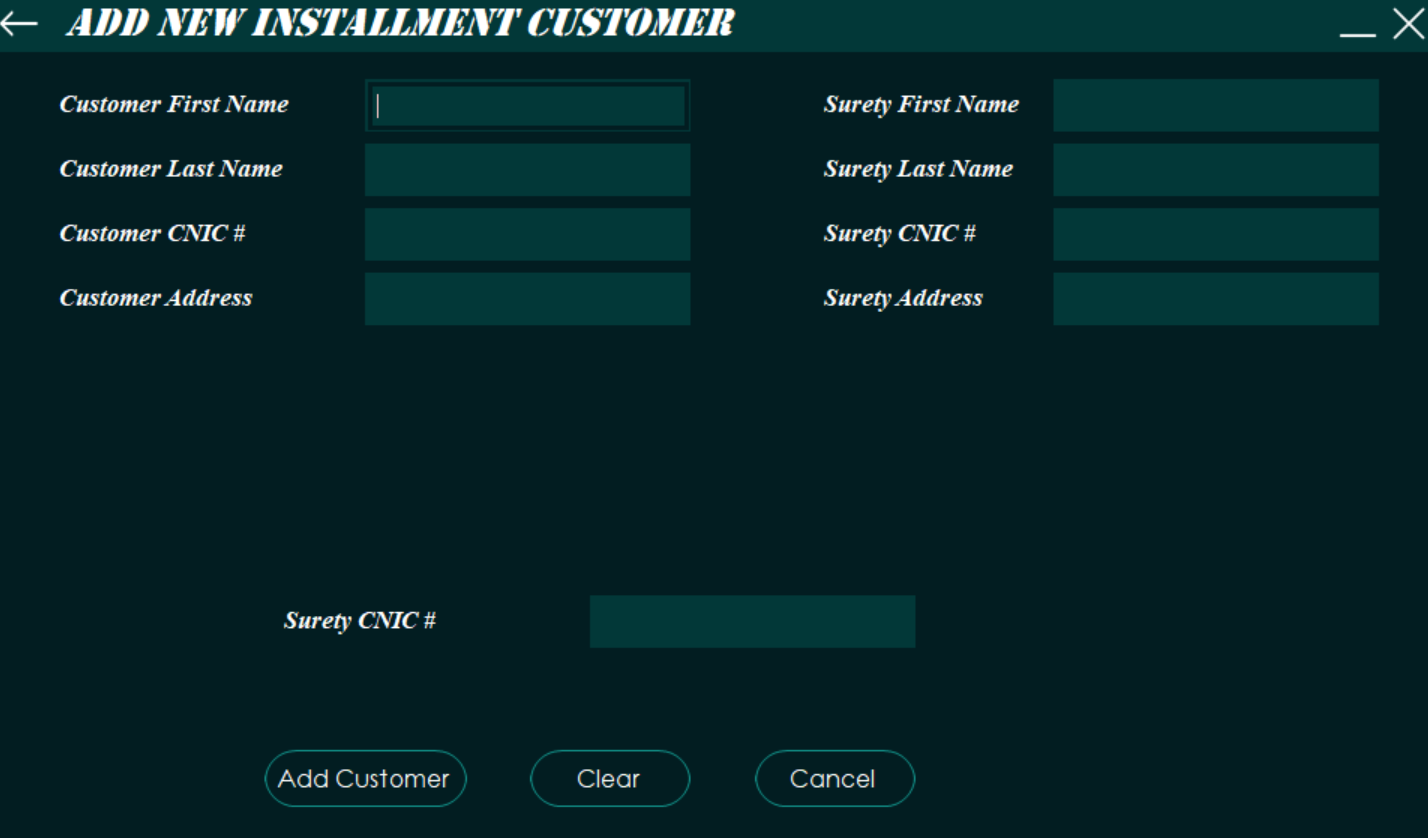 ADD NEW INSTALLMENT CUSTOMER
Customer First Name
Surety First Name
Customer Last Name
Surety Last Name
Customer CNIC #
Surety CNIC #
Customer Address
Surety Address
Surety CNIC #
Add Customer
Clear
Cancel